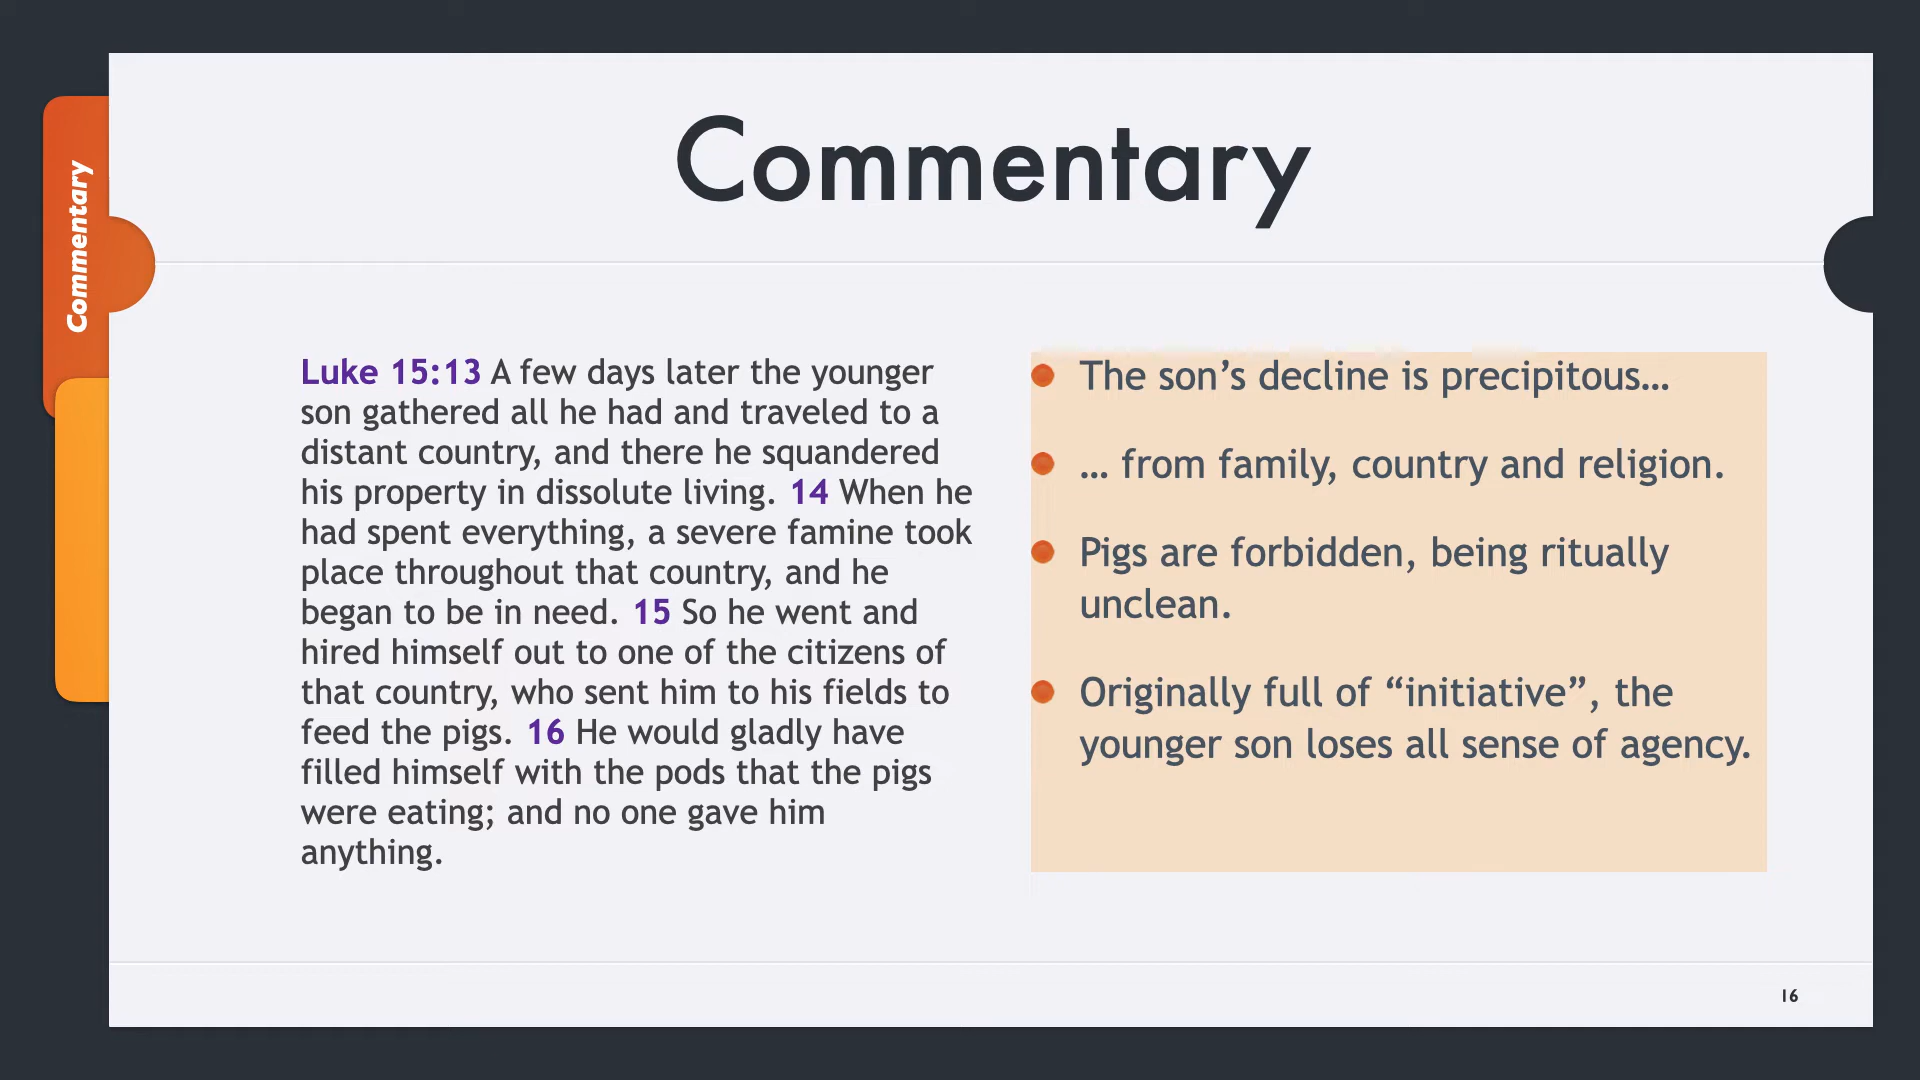 Commentary
Commentary
Luke 15:13 A few days later the younger
son gathered all he had and traveled to a
distant country, and there he squandered
his property in dissolute living. 14 When he
had spent everything, a severe famine took
place throughout that country, and he
began to be in need. 15 So he went and
hired himself out to one of the citizens of
that country, who sent him to his fields to
feed the pigs. 16 He would gladly have
filled himself with the pods that the pigs
were eating; and no one gave him
anything.
The son’s decline is precipitous…
… from family, country and religion.
Pigs are forbidden, being ritually
unclean.
Originally full of “initiative”, the
younger son loses all sense of agency.
16